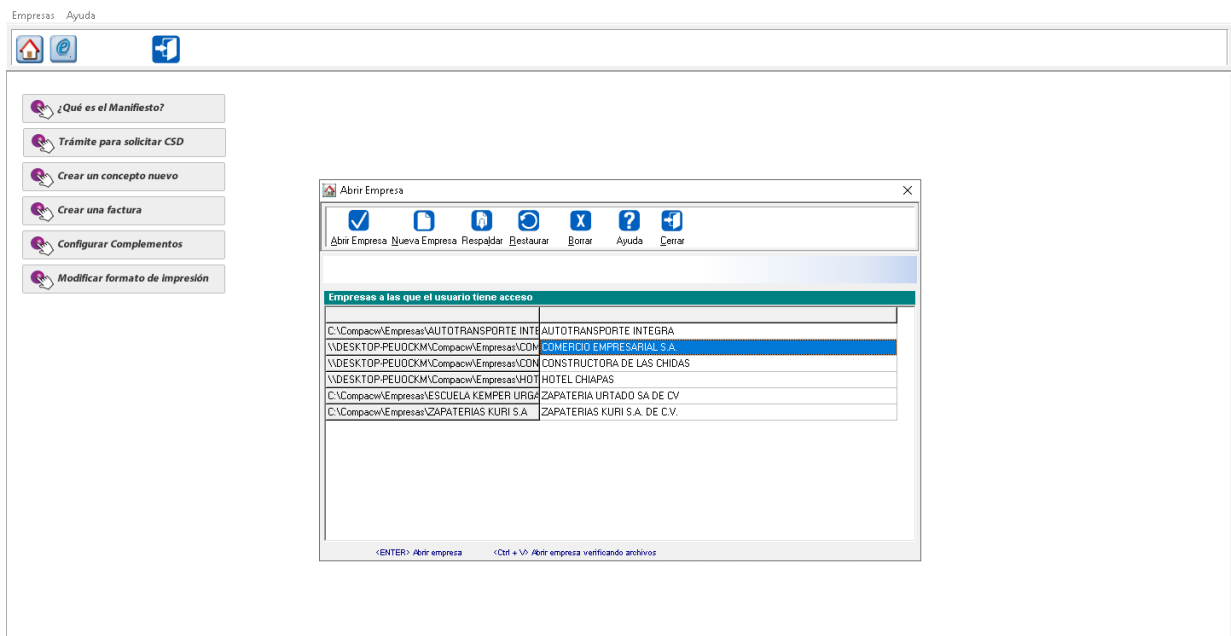 Empresas Ayuda
¿Qué es el Manifiesto?
Trámite para solicitar CSD
Crear un concepto nuevo
Crear una factura
Configurar Complementos
Modificar formato de impresión
Abrir Empresa
Abrir Empresa Nueva Empresa Respaldar Restaurar Borrar Ayuda Cerrar
Empresas a las que el usuario tiene acceso
C:\Compacw\Empresas\AUTOTRANSPORTE INTE AUTOTRANSPORTE INTEGRA
\\DESKTOP-PEUOCKM\Compacw\Empresas\COM COMERCIO EMPRESARIAL S.A.
\\DESKTOP-PEUOCKM\Compacw\Empresas\CON CONSTRUCTORA DE LAS CHIDAS
\\DESKTOP-PEUOCKM\Compacw\Empresas\HOT HOTEL CHIAPAS
C:\Compacw\Empresas\ESCUELA KEMPER URGA ZAPATERIA URTADO SA DE CV
C:\Compacw\Empresas\ZAPATERIAS KURI S.A ZAPATERIAS KURI S.A. DE C.V.
<ENTER> Abrir empresa <Ctrl + V> Abrir empresa verificando archivos